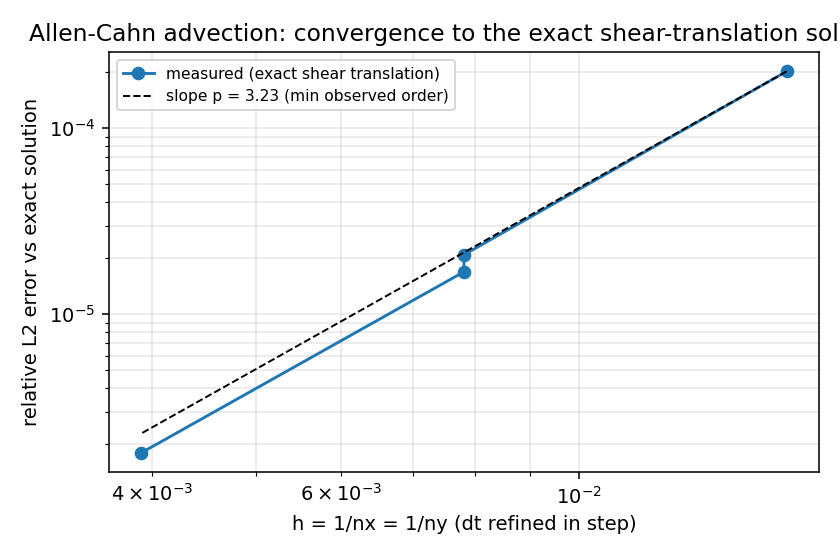 Allen-Cahn advection: convergence to the exact shear-translation sol
measured (exact shear translation)
slope p = 3.23 (min observed order)
relative L2 error vs exact solution
10⁻⁴
10⁻⁵
4 × 10⁻³
6 × 10⁻³
10⁻²
h = 1/nx = 1/ny (dt refined in step)